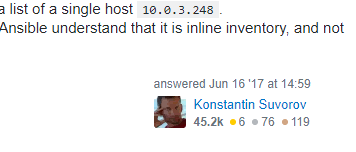 a list of a single host 10.0.3.248 .
Ansible understand that it is inline inventory, and not
answered Jun 16 '17 at 14:59
Konstantin Suvorov
45.2k ●6 ●76 ●119